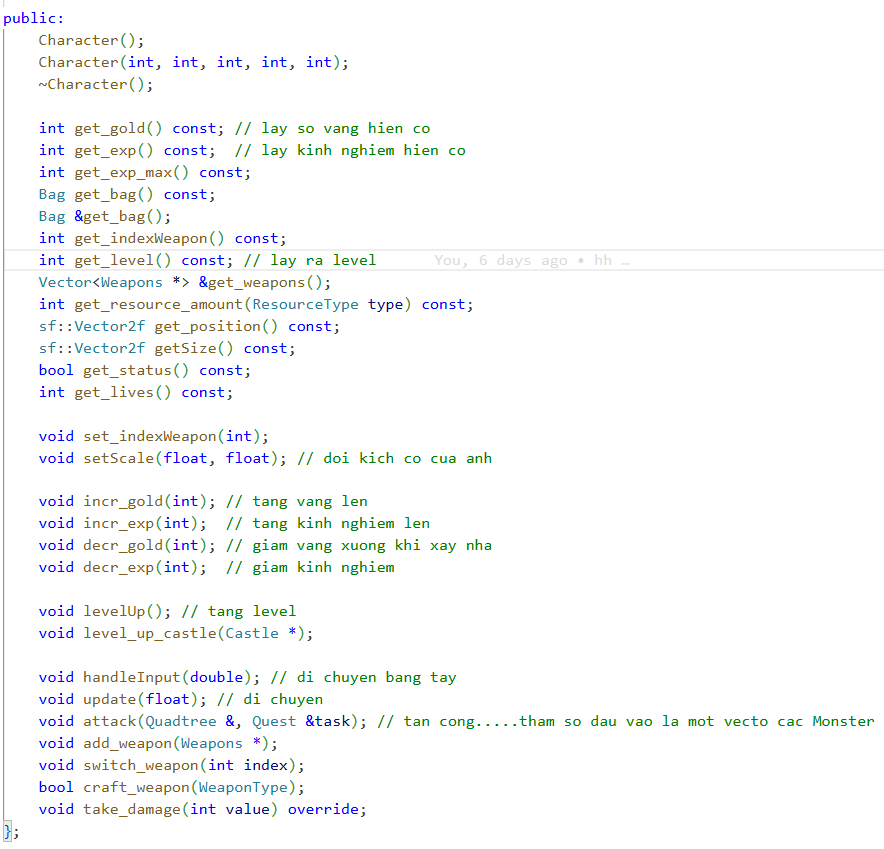 public:
Character();
Character(int, int, int, int, int);
~Character();
int get_gold() const; // lay so vang hien co
int get_exp() const;  // lay kinh nghiem hien co
int get_exp_max() const;
Bag get_bag() const;
Bag &get_bag();
int get_indexWeapon() const;
int get_level() const; // lay ra level You, 6 days ago • hh …
Vector<Weapons *> &get_weapons();
int get_resource_amount(ResourceType type) const;
sf::Vector2f get_position() const;
sf::Vector2f getSize() const;
bool get_status() const;
int get_lives() const;
void set_indexWeapon(int);
void setScale(float, float); // doi kich co cua anh
void incr_gold(int); // tang vang len
void incr_exp(int);  // tang kinh nghiem len
void decr_gold(int); // giam vang xuong khi xay nha
void decr_exp(int);  // giam kinh nghiem
void levelUp(); // tang level
void level_up_castle(Castle *);
void handleInput(double); // di chuyen bang tay
void update(float); // di chuyen
void attack(Quadtree &, Quest &task); // tan cong.....tham so dau vao la mot vecto cac Monster
void add_weapon(Weapons *);
void switch_weapon(int index);
bool craft_weapon(WeaponType);
void take_damage(int value) override;
};